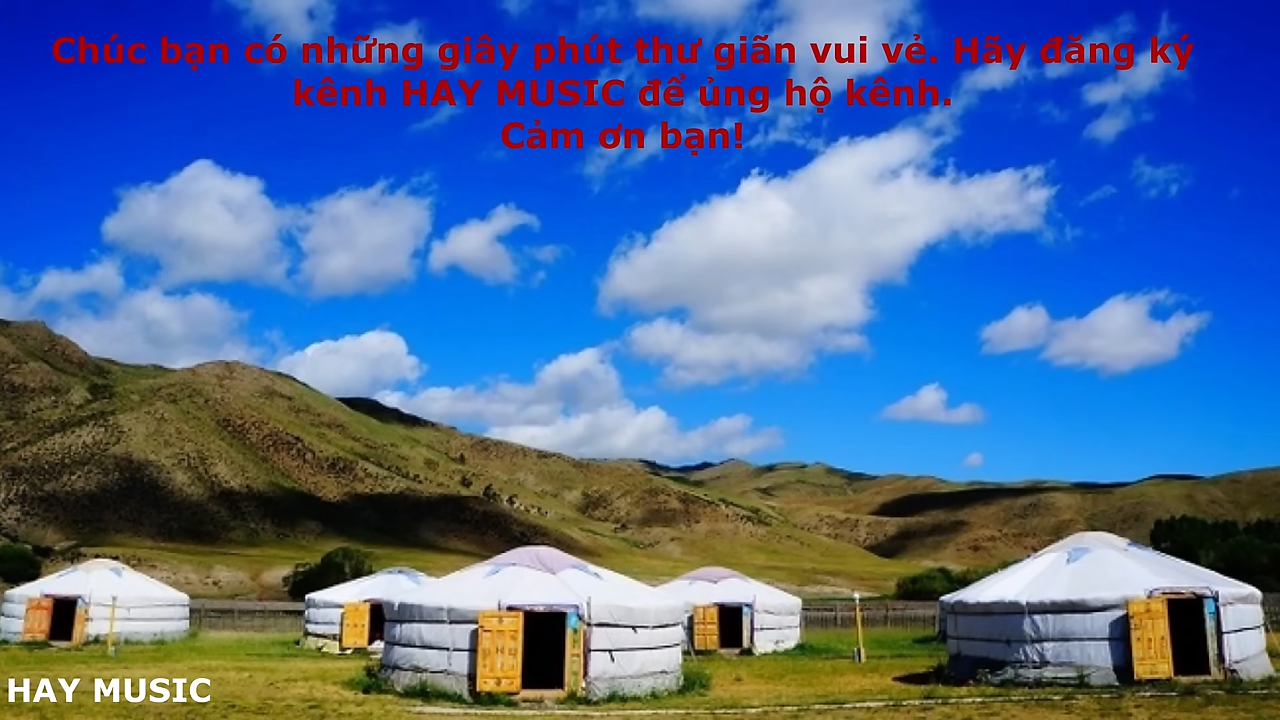 Chúc bạn có những giây phút thư giãn vui vẻ. Hãy đăng ký
kênh HAY MUSIC để ủng hộ kênh.
Cảm ơn bạn!
HAY MUSIC